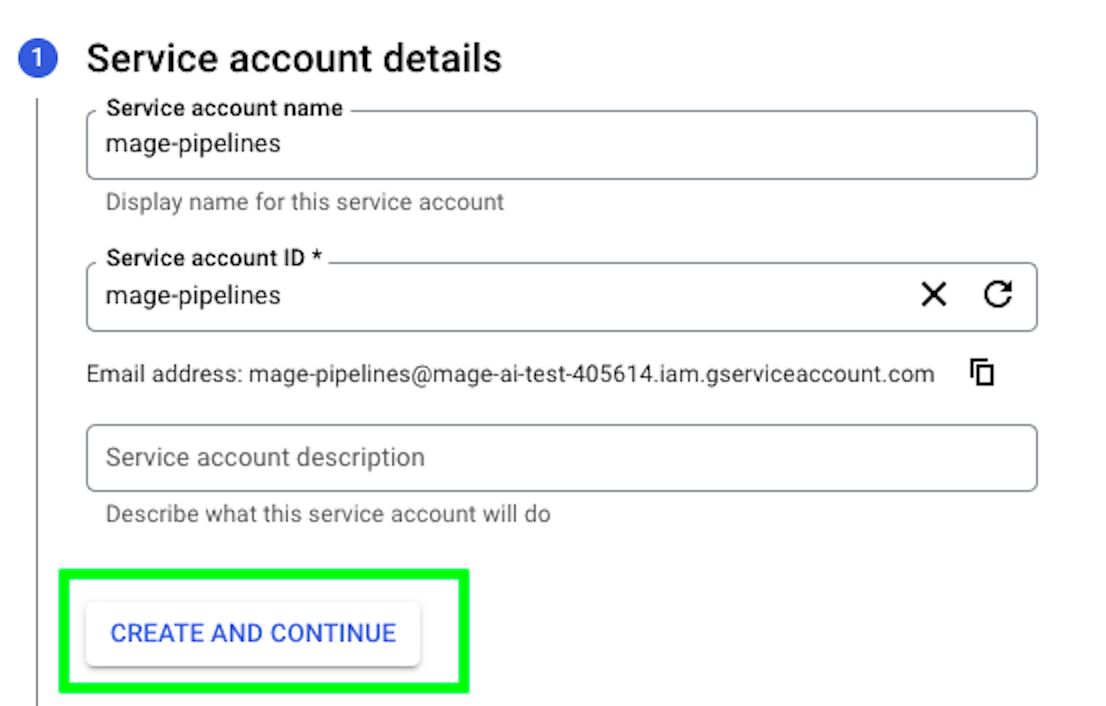 1 Service account details
Service account name
mage-pipelines
Display name for this service account
Service account ID *
mage-pipelines
Email address: mage-pipelines@mage-ai-test-405614.iam.gserviceaccount.com
Service account description
Describe what this service account will do
CREATE AND CONTINUE